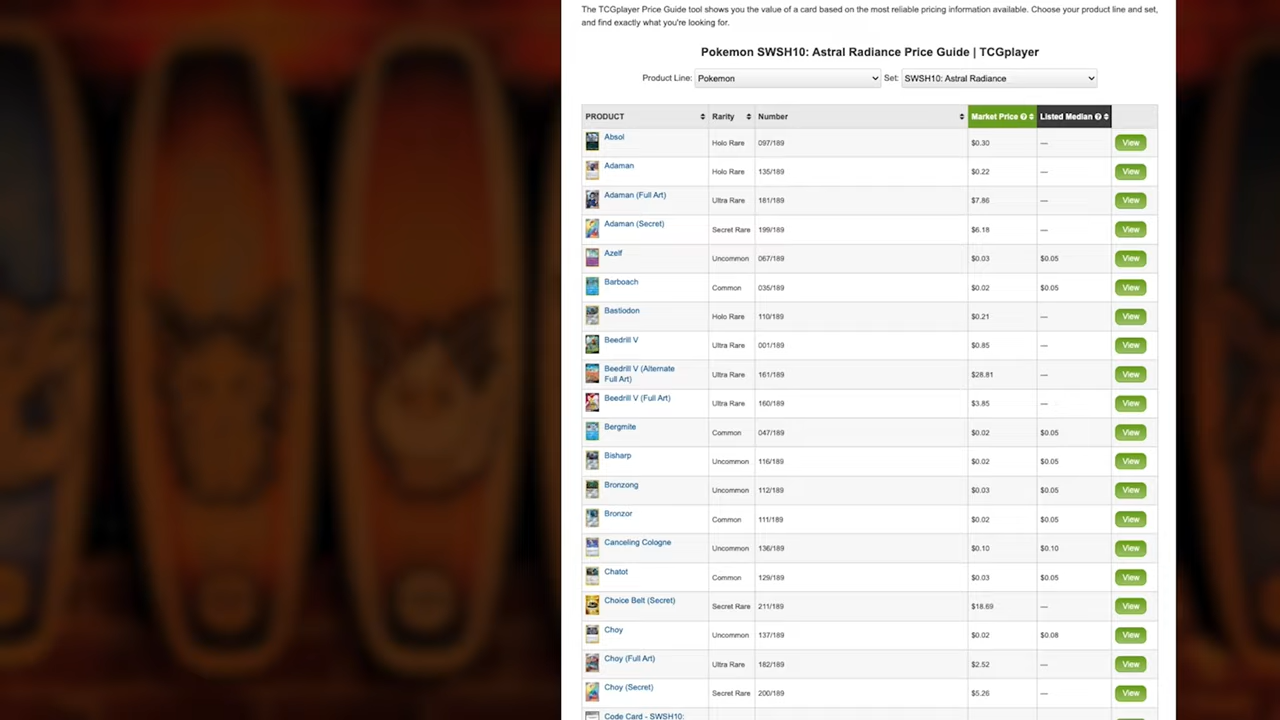 The TCGplayer Price Guide tool shows you the value of a card based on the most reliable pricing information available. Choose your product line and set,
and find exactly what you're looking for.
Pokemon SWSH10: Astral Radiance Price Guide | TCGplayer
Product Line: Pokemon Set: SWSH10: Astral Radiance
PRODUCT Rarity Number Market Price Listed Median
Absol Holo Rare 097/189 $0.30 — View
Adaman Holo Rare 135/189 $0.22 — View
Adaman (Full Art) Ultra Rare 181/189 $7.86 — View
Adaman (Secret) Secret Rare 199/189 $6.18 — View
Azelf Uncommon 067/189 $0.03 $0.05 View
Barboach Common 035/189 $0.02 $0.05 View
Bastiodon Holo Rare 110/189 $0.21 — View
Beedrill V Ultra Rare 001/189 $0.85 — View
Beedrill V (Alternate
Full Art) Ultra Rare 161/189 $28.81 — View
Beedrill V (Full Art) Ultra Rare 160/189 $3.85 — View
Bergmite Common 047/189 $0.02 $0.05 View
Bisharp Uncommon 116/189 $0.02 $0.05 View
Bronzong Uncommon 112/189 $0.03 $0.05 View
Bronzor Common 111/189 $0.02 $0.05 View
Canceling Cologne Uncommon 136/189 $0.10 $0.10 View
Chatot Common 129/189 $0.03 $0.05 View
Choice Belt (Secret) Secret Rare 211/189 $18.69 — View
Choy Uncommon 137/189 $0.02 $0.08 View
Choy (Full Art) Ultra Rare 182/189 $2.52 — View
Choy (Secret) Secret Rare 200/189 $5.26 — View
Code Card - SWSH10: